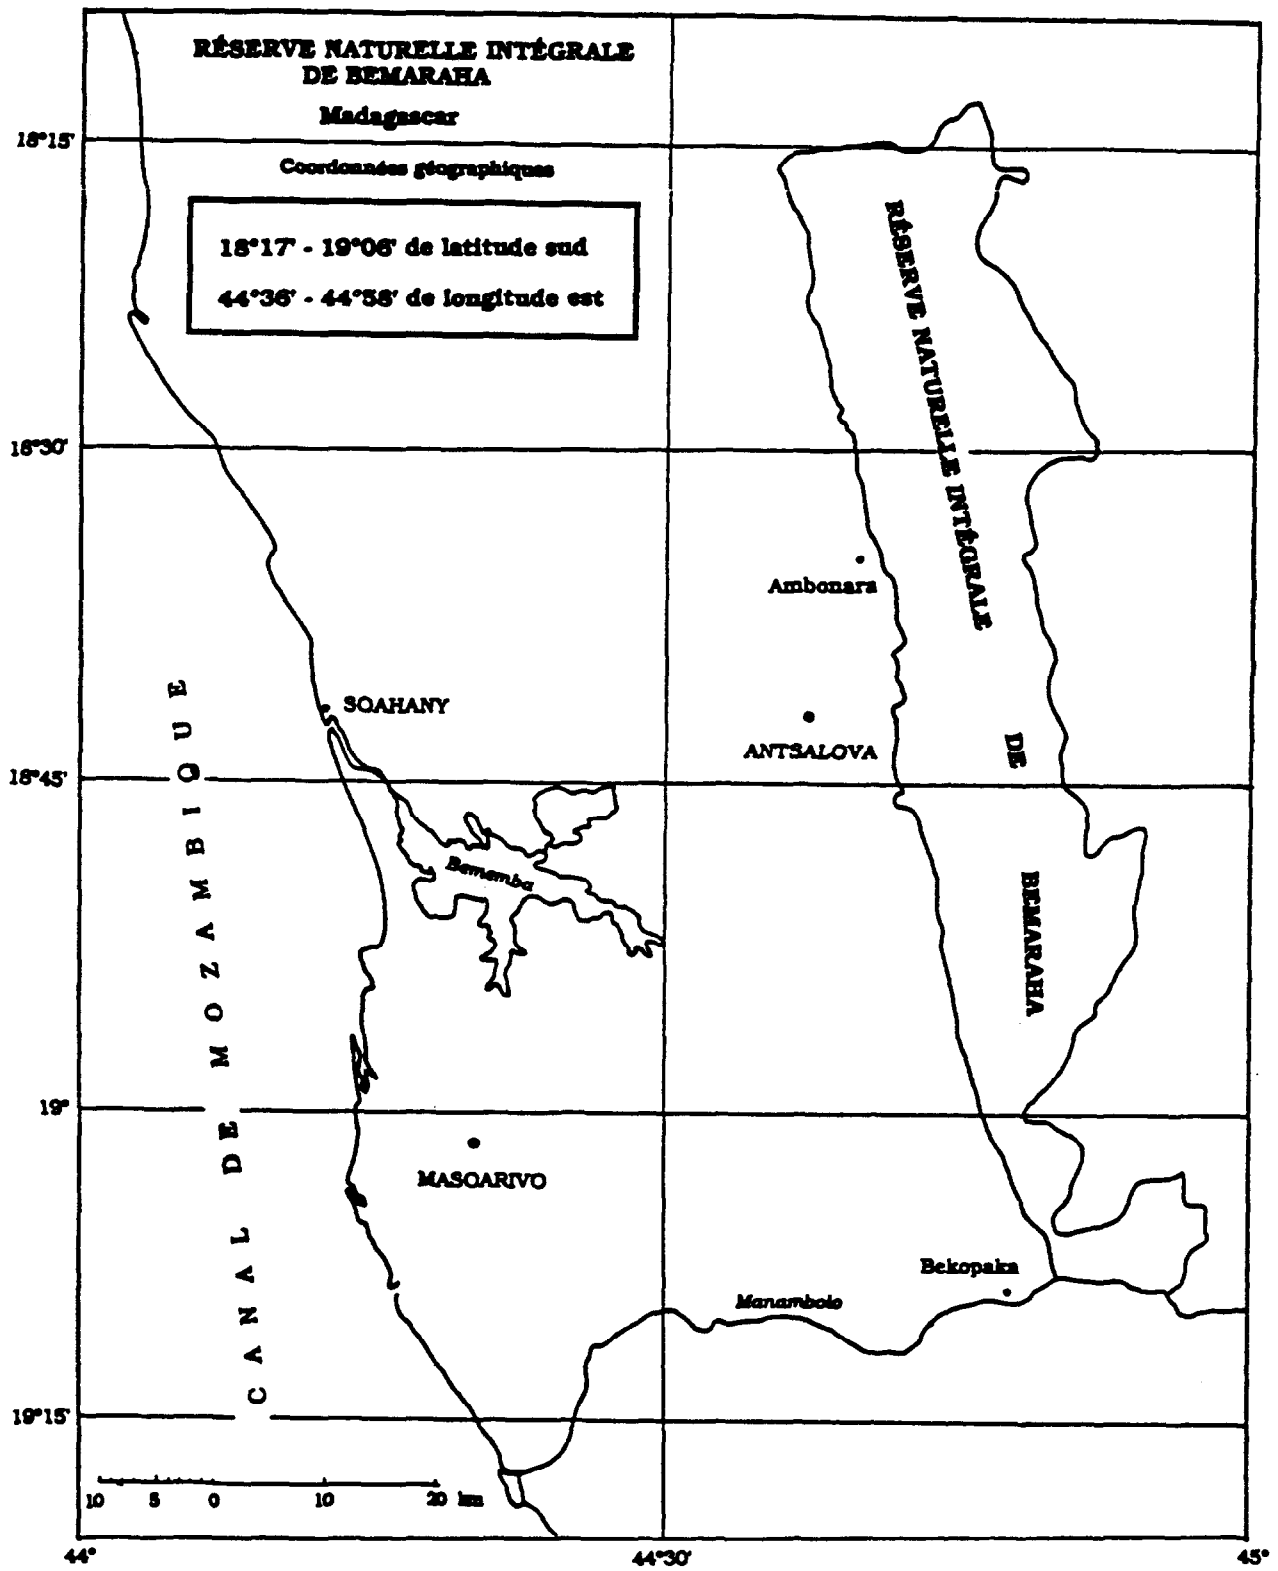 RÉSERVE NATURELLE INTÉGRALE
DE BEMARAHA
Madagascar
Coordonnées géographiques
18°17' - 19°06' de latitude sud
44°36' - 44°58' de longitude est
18°15'
18°30'
18°45'
19°
19°15'
RÉSERVE NATURELLE INTÉGRALE
DE
BEMARAHA
Ambonara
ANTSALOVA
SOAHANY
Bememba
CANAL DE MOZAMBIQUE
MASOARIVO
Bekopaka
Manambolo
10 5 0 10 20 km
44° 44°30' 45°